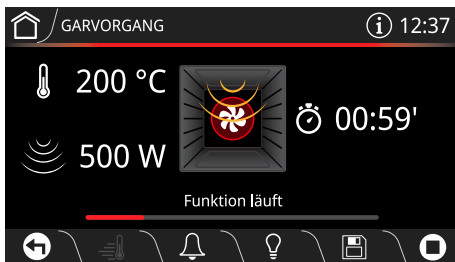 GARVORGANG
i 12:37
200 °C
00:59'
500 W
Funktion läuft